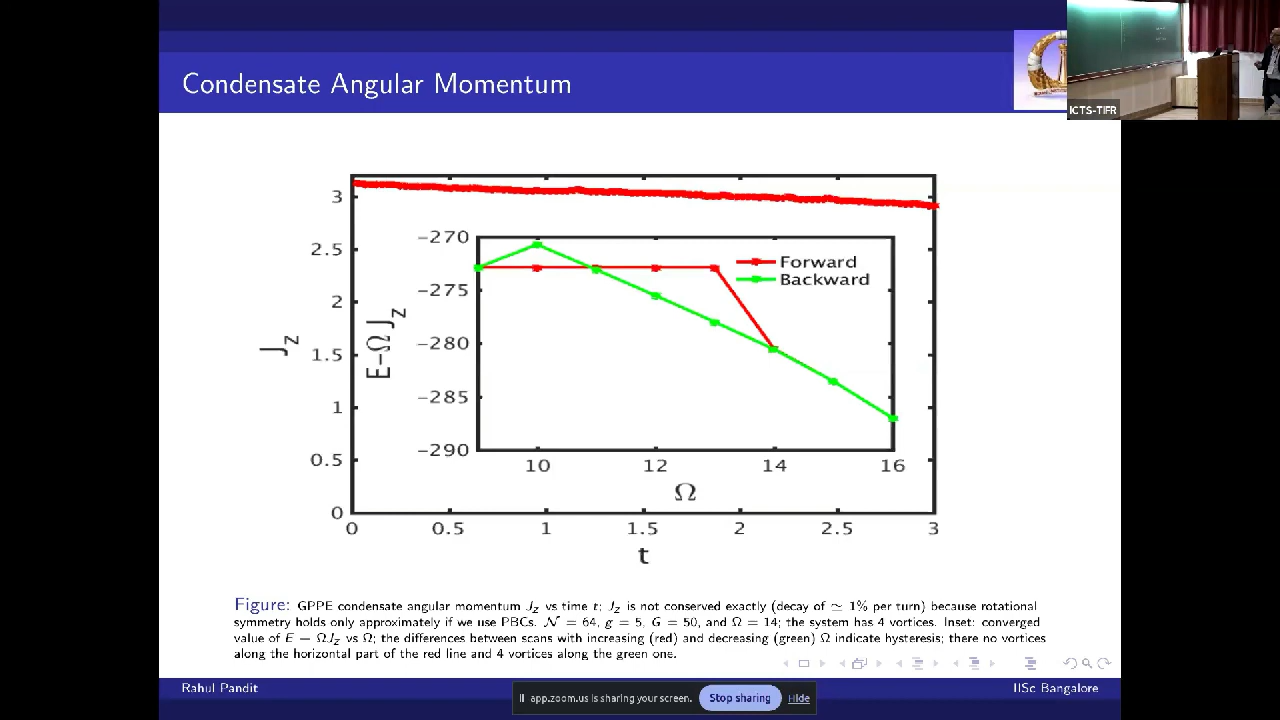 Condensate Angular Momentum
ICTS-TIFR
3
2.5
2
1.5
1
0.5
0
J_z
0 0.5 1 1.5 2 2.5 3
t
-270
-275
-280
-285
-290
E-Ω J_z
Forward
Backward
10 12 14 16
Ω
Figure: GPPE condensate angular momentum J_z vs time t; J_z is not conserved exactly (decay of ≃ 1% per turn) because rotational
symmetry holds only approximately if we use PBCs. 𝒩 = 64, g = 5, G = 50, and Ω = 14; the system has 4 vortices. Inset: converged
value of E − ΩJ_z vs Ω; the differences between scans with increasing (red) and decreasing (green) Ω indicate hysteresis; there no vortices
along the horizontal part of the red line and 4 vortices along the green one.
Rahul Pandit
IISc Bangalore
app.zoom.us is sharing your screen.
Stop sharing
Hide